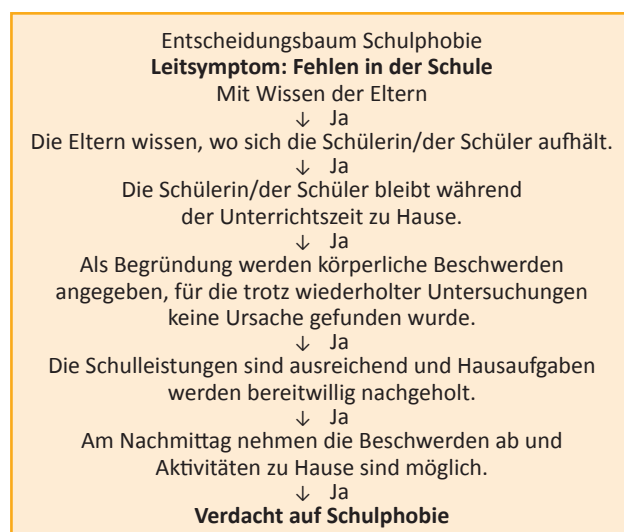 Entscheidungsbaum Schulphobie
Leitsymptom: Fehlen in der Schule
Mit Wissen der Eltern
↓ Ja
Die Eltern wissen, wo sich die Schülerin/der Schüler aufhält.
↓ Ja
Die Schülerin/der Schüler bleibt während
der Unterrichtszeit zu Hause.
↓ Ja
Als Begründung werden körperliche Beschwerden
angegeben, für die trotz wiederholter Untersuchungen
keine Ursache gefunden wurde.
↓ Ja
Die Schulleistungen sind ausreichend und Hausaufgaben
werden bereitwillig nachgeholt.
↓ Ja
Am Nachmittag nehmen die Beschwerden ab und
Aktivitäten zu Hause sind möglich.
↓ Ja
Verdacht auf Schulphobie